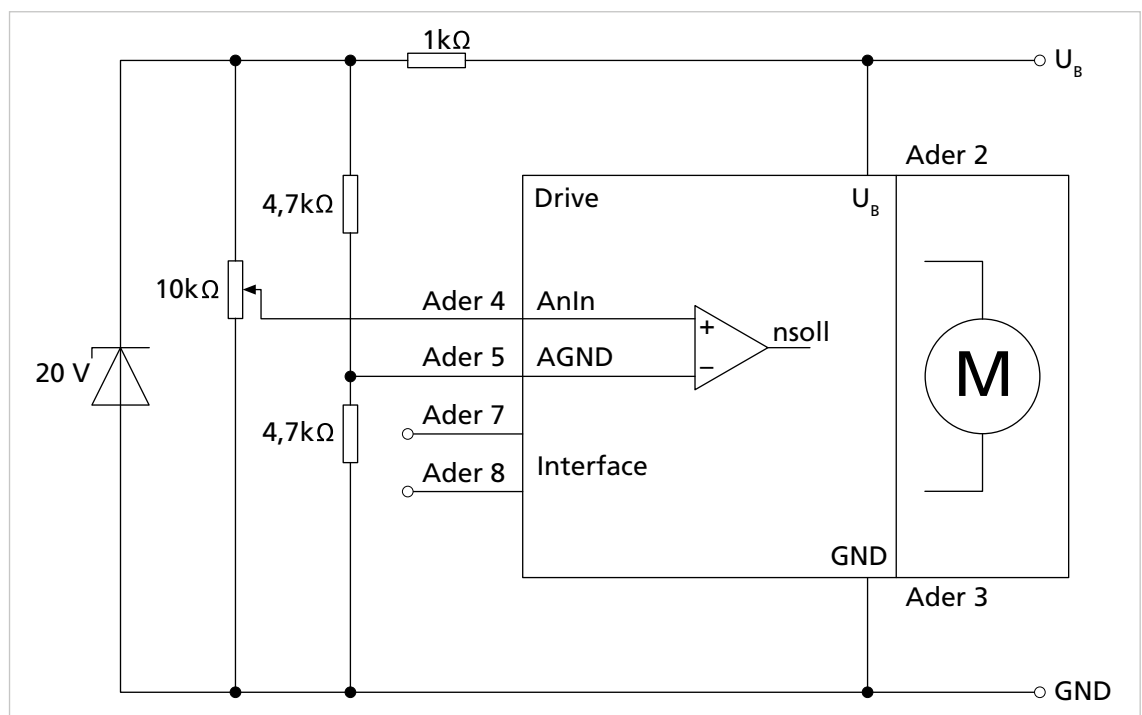 1kΩ
U_B
Ader 2
4,7kΩ
Drive
U_B
10kΩ
Ader 4
AnIn
+
nsoll
20 V
Ader 5
AGND
–
M
Ader 7
4,7kΩ
Ader 8
Interface
GND
Ader 3
GND